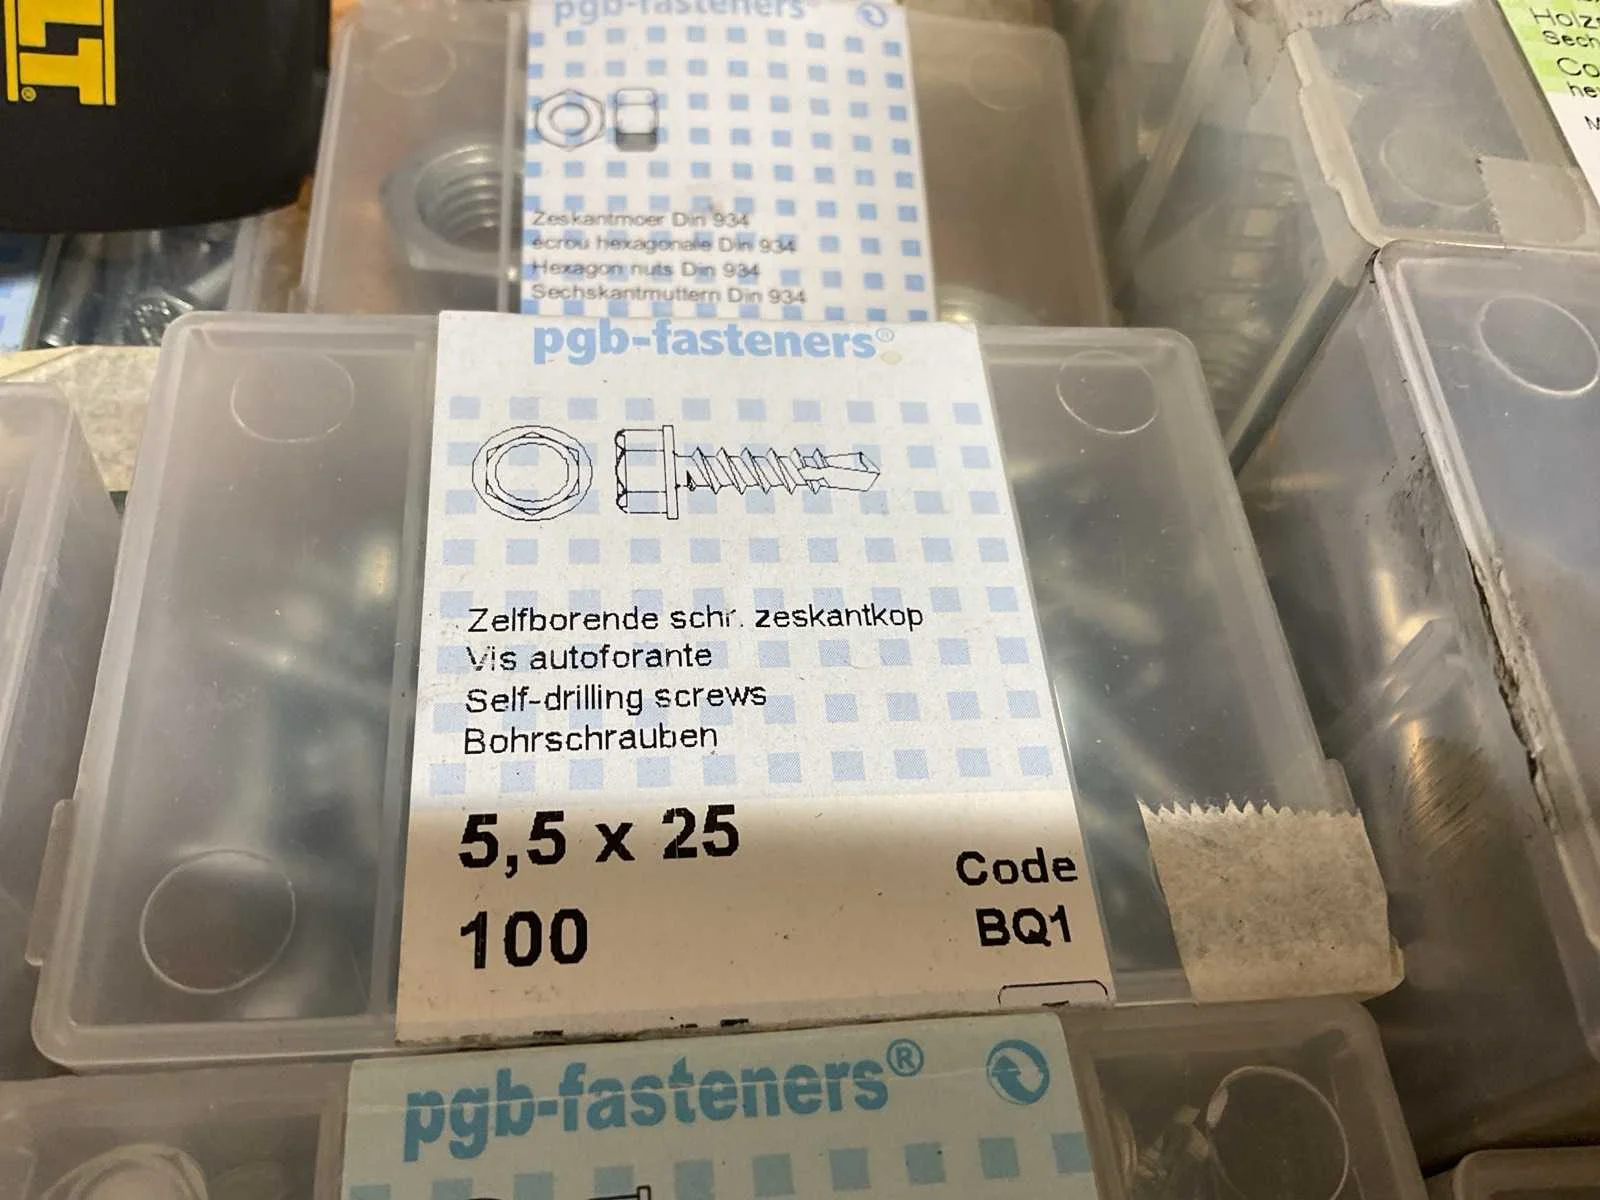 LT®
pgb-fasteners
Zeskantmoer Din 934
écrou hexagonale Din 934
Hexagon nuts Din 934
Sechskantmuttern Din 934
pgb-fasteners®
Zelfborende schr. zeskantkop
Vis autoforante
Self-drilling screws
Bohrschrauben
5,5 x 25
100
Code
BQ1
pgb-fasteners®